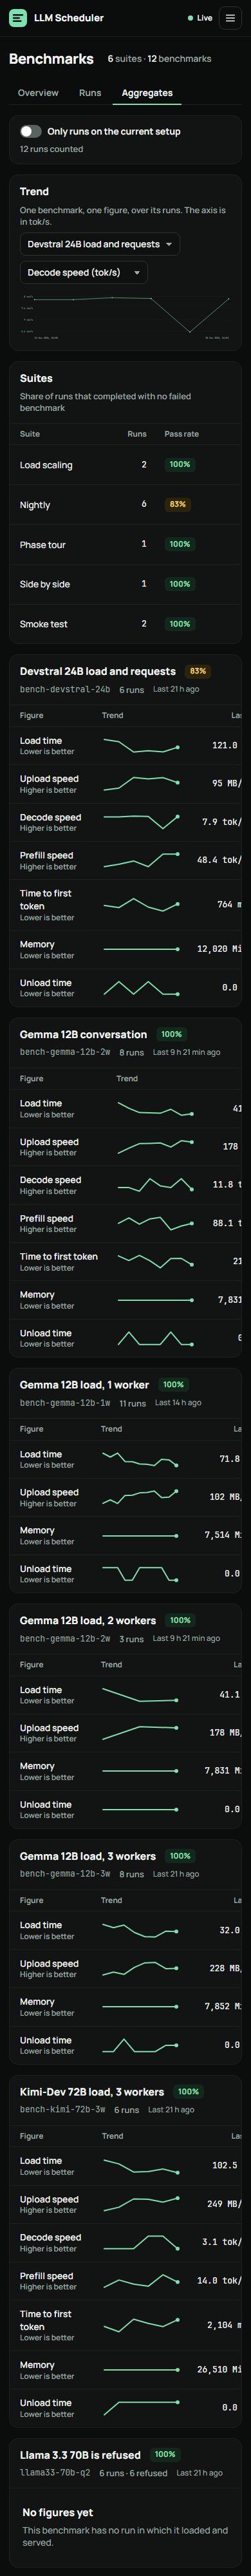 LLM Scheduler
Live
Benchmarks
6 suites · 12 benchmarks
Overview
Runs
Aggregates
Only runs on the current setup
12 runs counted
Trend
One benchmark, one figure, over its runs. The axis is
in tok/s.
Devstral 24B load and requests
Decode speed (tok/s)
Suites
Share of runs that completed with no failed
benchmark
Suite Runs Pass rate
Load scaling 2 100%
Nightly 6 83%
Phase tour 1 100%
Side by side 1 100%
Smoke test 2 100%
Devstral 24B load and requests 83%
bench-devstral-24b 6 runs Last 21 h ago
Figure Trend Las
Load time 121.0
Lower is better
Upload speed 95 MB/
Higher is better
Decode speed 7.9 tok/
Higher is better
Prefill speed 48.4 tok/
Higher is better
Time to first
token 764 m
Lower is better
Memory 12,020 Mi
Lower is better
Unload time 0.0
Lower is better
Gemma 12B conversation 100%
bench-gemma-12b-2w 8 runs Last 9 h 21 min ago
Figure Trend
Load time 41
Lower is better
Upload speed 178
Higher is better
Decode speed 11.8 t
Higher is better
Prefill speed 88.1 t
Higher is better
Time to first token 21
Lower is better
Memory 7,831
Lower is better
Unload time 0
Lower is better
Gemma 12B load, 1 worker 100%
bench-gemma-12b-1w 11 runs Last 14 h ago
Figure Trend La
Load time 71.8
Lower is better
Upload speed 102 MB,
Higher is better
Memory 7,514 M
Lower is better
Unload time 0.0
Lower is better
Gemma 12B load, 2 workers 100%
bench-gemma-12b-2w 3 runs Last 9 h 21 min ago
Figure Trend La
Load time 41.1
Lower is better
Upload speed 178 MB,
Higher is better
Memory 7,831 M
Lower is better
Unload time 0.0
Lower is better
Gemma 12B load, 3 workers 100%
bench-gemma-12b-3w 8 runs Last 21 h ago
Figure Trend La
Load time 32.0
Lower is better
Upload speed 228 MB,
Higher is better
Memory 7,852 M
Lower is better
Unload time 0.0
Lower is better
Kimi-Dev 72B load, 3 workers 100%
bench-kimi-72b-3w 6 runs Last 21 h ago
Figure Trend Las
Load time 102.5
Lower is better
Upload speed 249 MB/
Higher is better
Decode speed 3.1 tok/
Higher is better
Prefill speed 14.0 tok/
Higher is better
Time to first
token 2,104 m
Lower is better
Memory 26,510 Mi
Lower is better
Unload time 0.0
Lower is better
Llama 3.3 70B is refused 100%
llama33-70b-q2 6 runs · 6 refused Last 21 h ago
No figures yet
This benchmark has no run in which it loaded and
served.